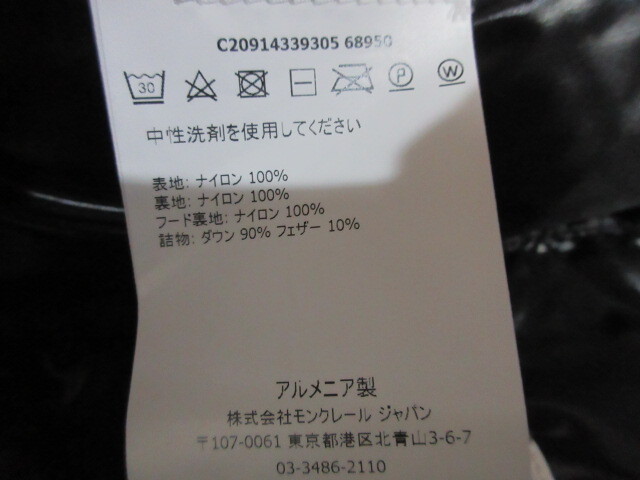 C20914339305 68950
30 P W
中性洗剤を使用してください
表地: ナイロン 100%
裏地: ナイロン 100%
フード裏地: ナイロン 100%
詰物: ダウン 90% フェザー 10%
アルメニア製
株式会社モンクレール ジャパン
〒107-0061 東京都港区北青山3-6-7
03-3486-2110